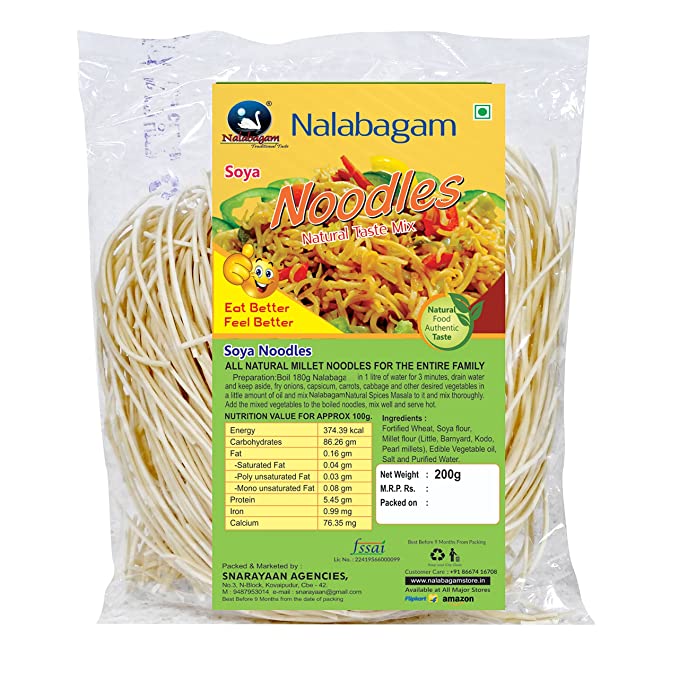 Nalabagam
Traditional Taste
®
Nalabagam
Soya
Noodles
Natural Taste Mix
Eat Better
Feel Better
Natural
Food
Authentic
Taste
Soya Noodles
ALL NATURAL MILLET NOODLES FOR THE ENTIRE FAMILY
Preparation:Boil 180g Nalabaga in 1 litre of water for 3 minutes, drain water
and keep aside, fry onions, capsicum, carrots, cabbage and other desired vegetables in
a little amount of oil and mix NalabagamNatural Spices Masala to it and mix thoroughly.
Add the mixed vegetables to the boiled noodles, mix well and serve hot.
NUTRITION VALUE FOR APPROX 100g.
Energy 374.39 kcal
Carbohydrates 86.26 gm
Fat 0.16 gm
-Saturated Fat 0.04 gm
-Poly unsaturated Fat 0.03 gm
-Mono unsaturated Fat 0.08 gm
Protein 5.45 gm
Iron 0.99 mg
Calcium 76.35 mg
Ingredients :
Fortified Wheat, Soya flour,
Millet flour (Little, Barnyard, Kodo,
Pearl millets), Edible Vegetable oil,
Salt and Purified Water.
Net Weight : 200g
M.R.P. Rs. :
Packed on :
fssai
Lic No. : 22419566000099
Packed & Marketed by :
SNARAYAAN AGENCIES,
No.3, N-Block, Kovaipudur, Cbe - 42.
M : 9487953014 e-mail : snarayaan@gmail.com
Best Before 9 Months from the date of packing
Best Before 9 Months From Packing
Customer Care : +91 86674 16708
www.nalabagamstore.in
Available at All Major Stores
Flipkart amazon